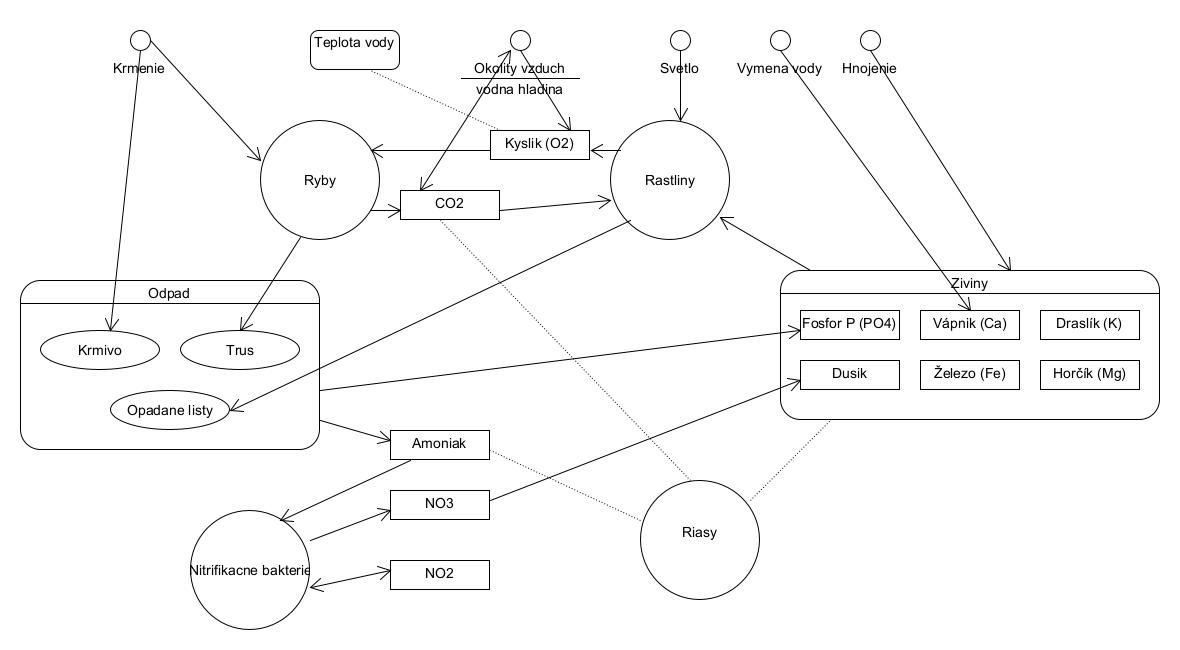 Teplota vody
Krmenie
Okolity vzduch
vodna hladina
Svetlo
Vymena vody
Hnojenie
Kyslik (O2)
Ryby
CO2
Rastliny
Odpad
Ziviny
Krmivo
Trus
Opadane listy
Fosfor P (PO4)
Vápnik (Ca)
Draslík (K)
Dusik
Železo (Fe)
Horčík (Mg)
Amoniak
NO3
Riasy
Nitrifikacne bakterie
NO2